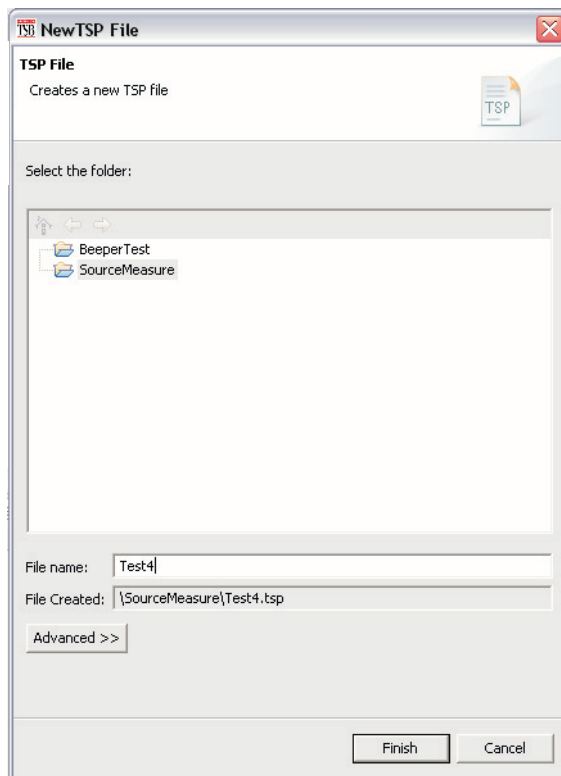 TSB NewTSP File
TSP File
Creates a new TSP file
TSP
Select the folder:
BeeperTest
SourceMeasure
File name: Test4
File Created: \SourceMeasure\Test4.tsp
Advanced >>
Finish Cancel